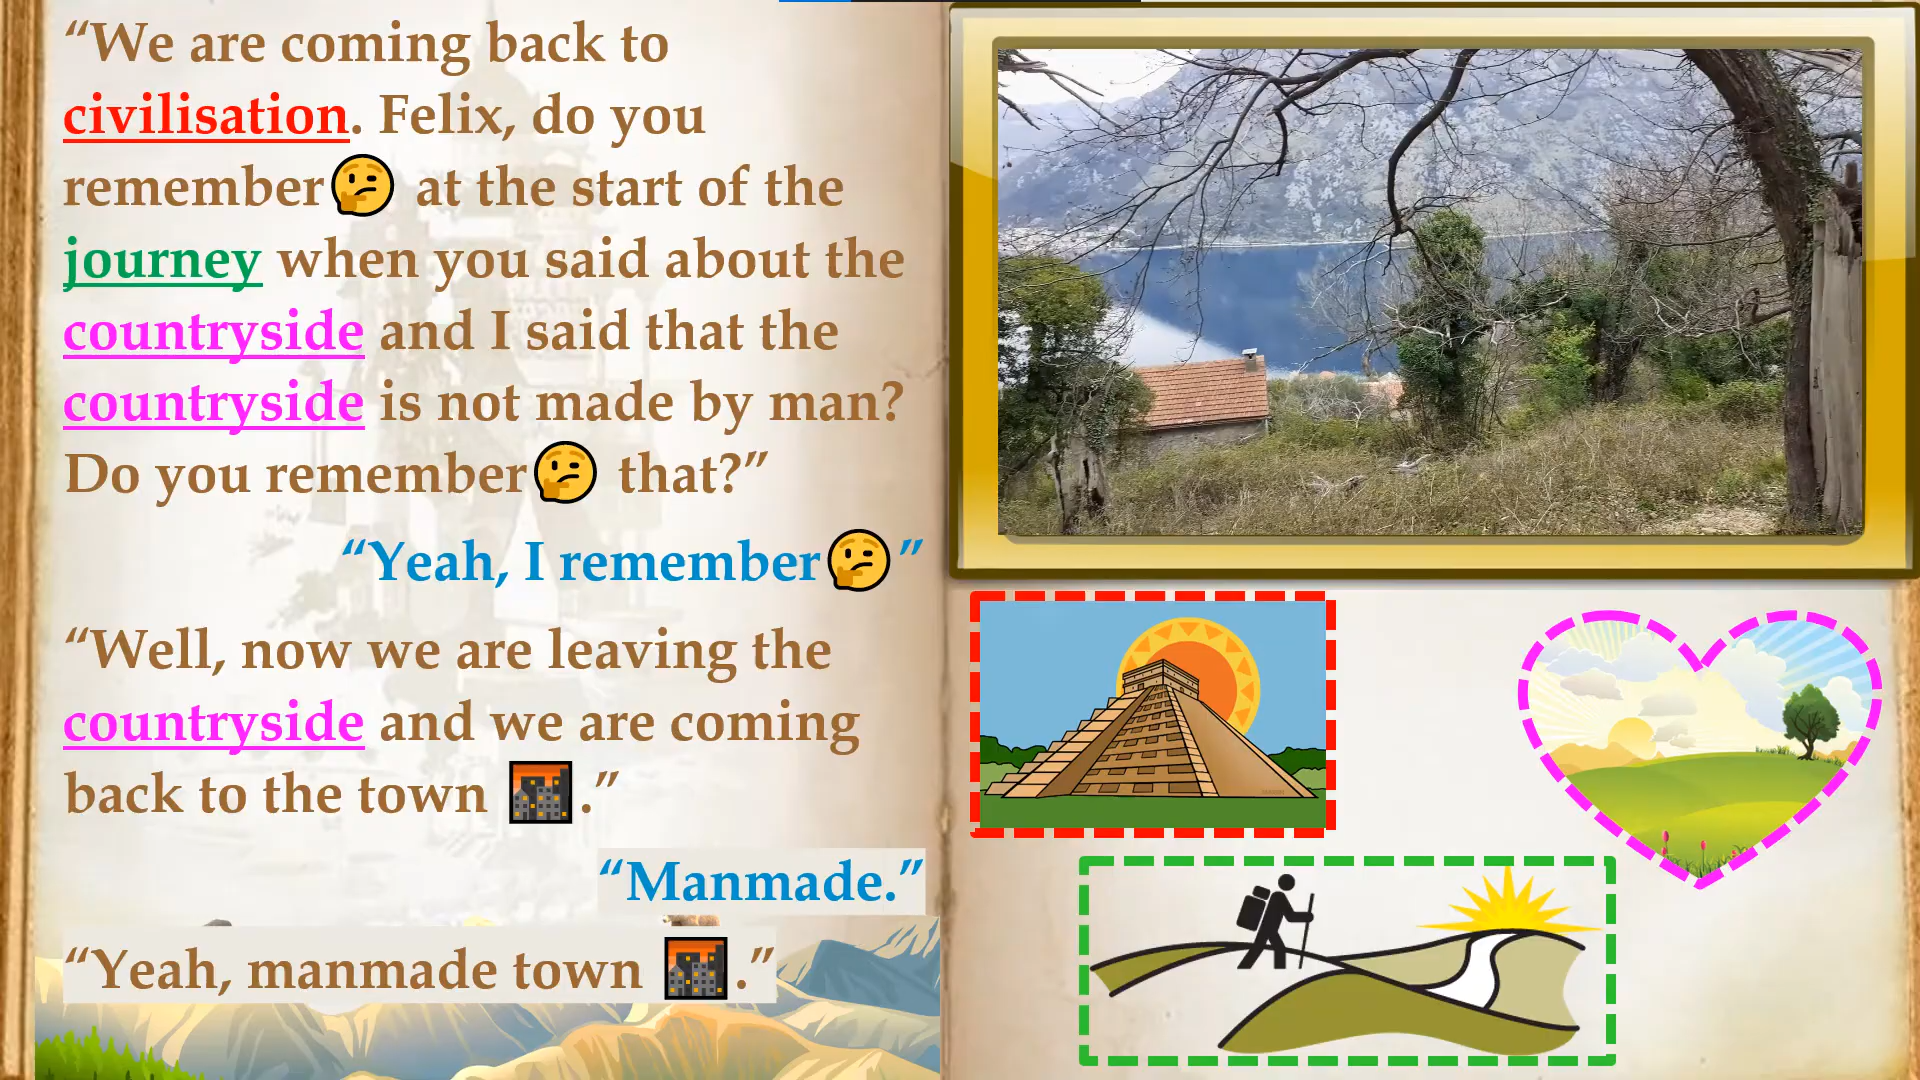 “We are coming back to
civilisation. Felix, do you
remember🤔 at the start of the
journey when you said about the
countryside and I said that the
countryside is not made by man?
Do you remember🤔 that?”
“Yeah, I remember🤔”
“Well, now we are leaving the
countryside and we are coming
back to the town 🌆.”
“Manmade.”
“Yeah, manmade town 🌆.”